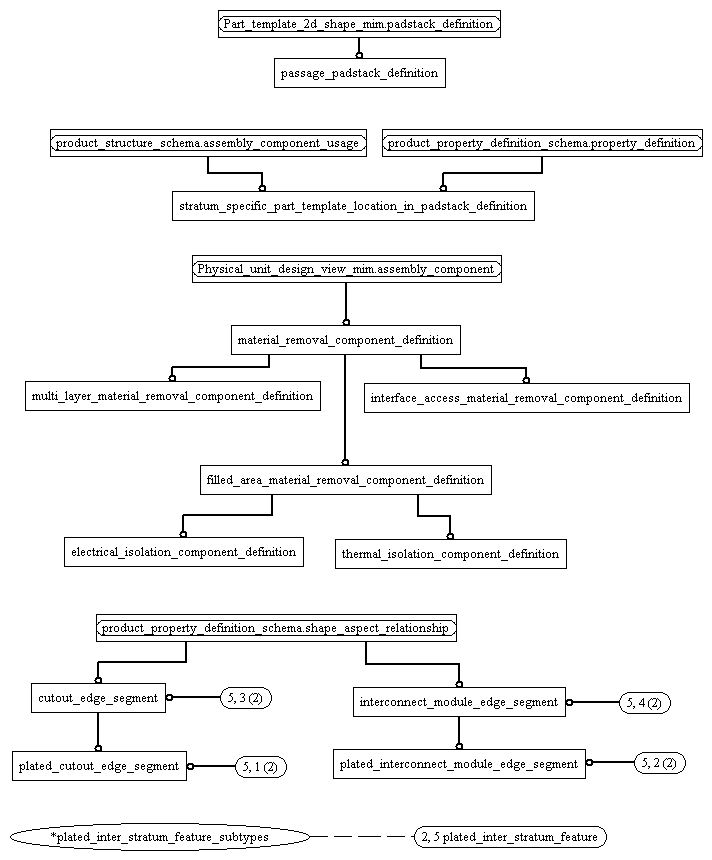 Part_template_2d_shape_mim.padstack_definition
passage_padstack_definition
product_structure_schema.assembly_component_usage
product_property_definition_schema.property_definition
stratum_specific_part_template_location_in_padstack_definition
Physical_unit_design_view_mim.assembly_component
material_removal_component_definition
multi_layer_material_removal_component_definition
interface_access_material_removal_component_definition
filled_area_material_removal_component_definition
electrical_isolation_component_definition
thermal_isolation_component_definition
product_property_definition_schema.shape_aspect_relationship
cutout_edge_segment
5, 3 (2)
interconnect_module_edge_segment
5, 4 (2)
plated_cutout_edge_segment
5, 1 (2)
plated_interconnect_module_edge_segment
5, 2 (2)
*plated_inter_stratum_feature_subtypes
2, 5 plated_inter_stratum_feature